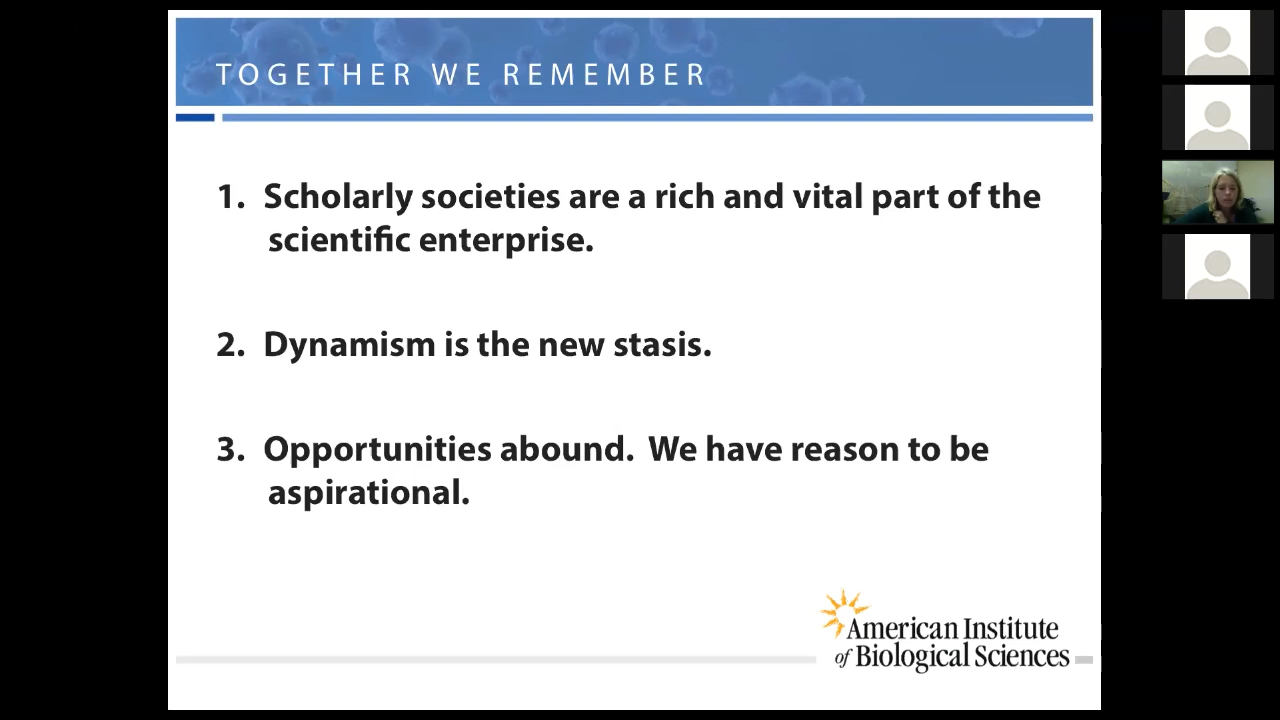 TOGETHER WE REMEMBER
1. Scholarly societies are a rich and vital part of the
scientific enterprise.
2. Dynamism is the new stasis.
3. Opportunities abound. We have reason to be
aspirational.
American Institute
of Biological Sciences